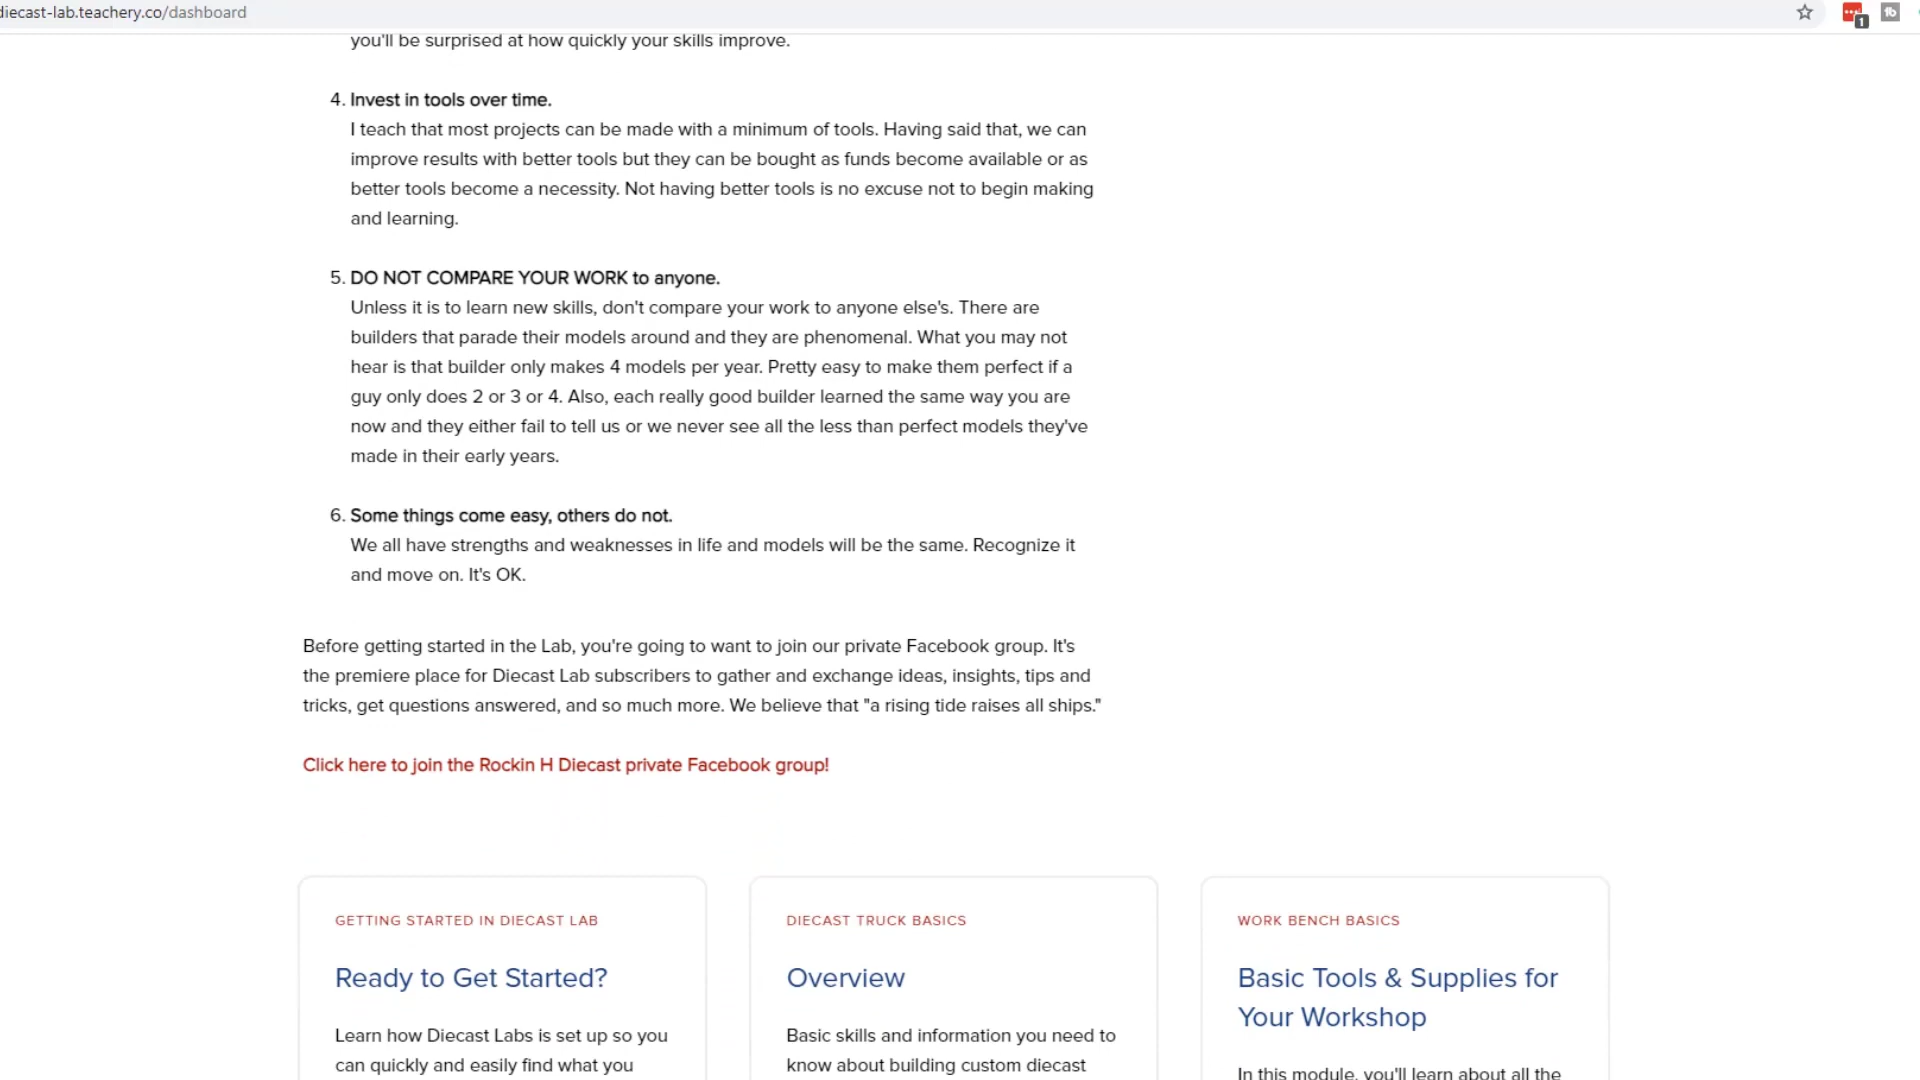 diecast-lab.teachery.co/dashboard
1
you'll be surprised at how quickly your skills improve.
4. Invest in tools over time.
I teach that most projects can be made with a minimum of tools. Having said that, we can
improve results with better tools but they can be bought as funds become available or as
better tools become a necessity. Not having better tools is no excuse not to begin making
and learning.
5. DO NOT COMPARE YOUR WORK to anyone.
Unless it is to learn new skills, don't compare your work to anyone else's. There are
builders that parade their models around and they are phenomenal. What you may not
hear is that builder only makes 4 models per year. Pretty easy to make them perfect if a
guy only does 2 or 3 or 4. Also, each really good builder learned the same way you are
now and they either fail to tell us or we never see all the less than perfect models they've
made in their early years.
6. Some things come easy, others do not.
We all have strengths and weaknesses in life and models will be the same. Recognize it
and move on. It's OK.
Before getting started in the Lab, you're going to want to join our private Facebook group. It's
the premiere place for Diecast Lab subscribers to gather and exchange ideas, insights, tips and
tricks, get questions answered, and so much more. We believe that "a rising tide raises all ships."
Click here to join the Rockin H Diecast private Facebook group!
GETTING STARTED IN DIECAST LAB
Ready to Get Started?
Learn how Diecast Labs is set up so you
can quickly and easily find what you
DIECAST TRUCK BASICS
Overview
Basic skills and information you need to
know about building custom diecast
WORK BENCH BASICS
Basic Tools & Supplies for
Your Workshop
In this module, you'll learn about all the